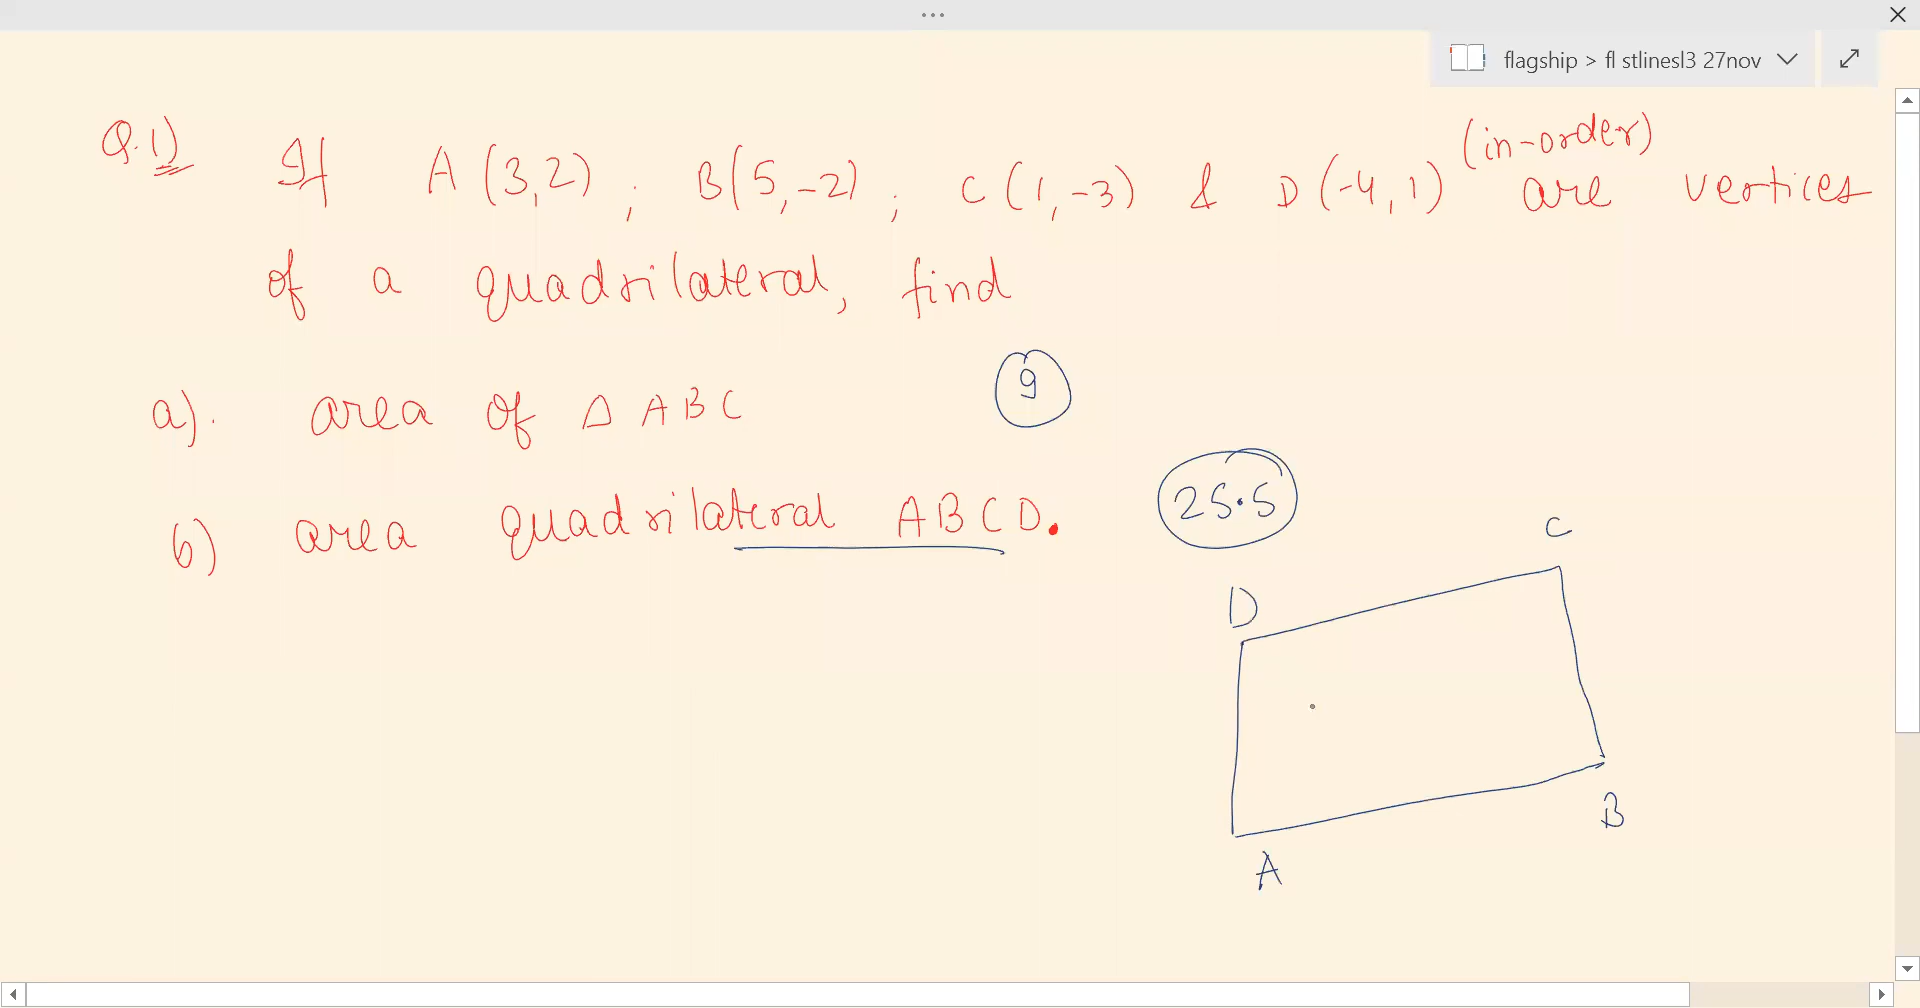 flagship > fl stlinesl3 27nov
Q.1) If A (3,2) ; B(5,-2) ; C (1,-3) & D (-4,1) (in-order) are vertices
of a quadrilateral, find
a). area of Δ ABC 9
b) area quadrilateral ABCD. 25.5
C
D
B
A